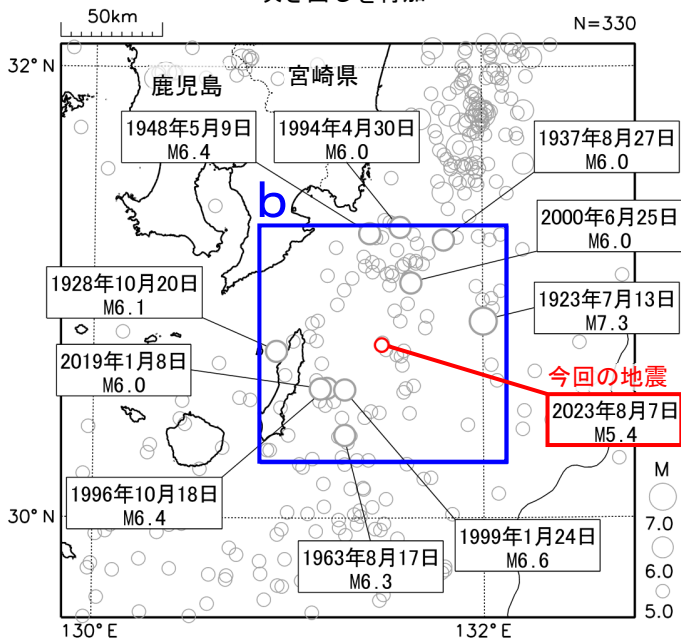 50km
N=330
32°N
鹿児島
宮崎県
1948年5月9日
M6.4
1994年4月30日
M6.0
1937年8月27日
M6.0
b
2000年6月25日
M6.0
1928年10月20日
M6.1
1923年7月13日
M7.3
2019年1月8日
M6.0
今回の地震
2023年8月7日
M5.4
1996年10月18日
M6.4
30°N
1963年8月17日
M6.3
1999年1月24日
M6.6
M
7.0
6.0
5.0
130°E
132°E